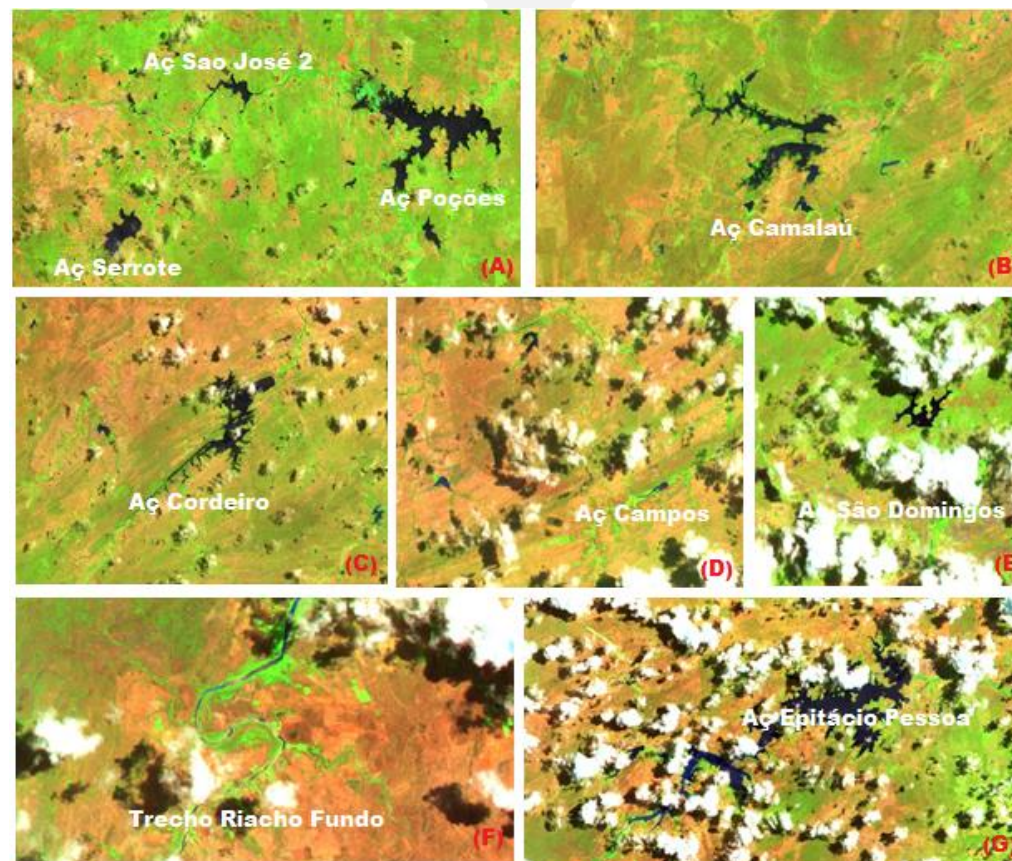 Aç Sao José 2
Aç Poções
Aç Serrote
(A)
Aç Camalaú
(B)
Aç Cordeiro
(C)
Aç Campos
(D)
Aç São Domingos
(E
Trecho Riacho Fundo
(F)
Aç Epitácio Pessoa
(G